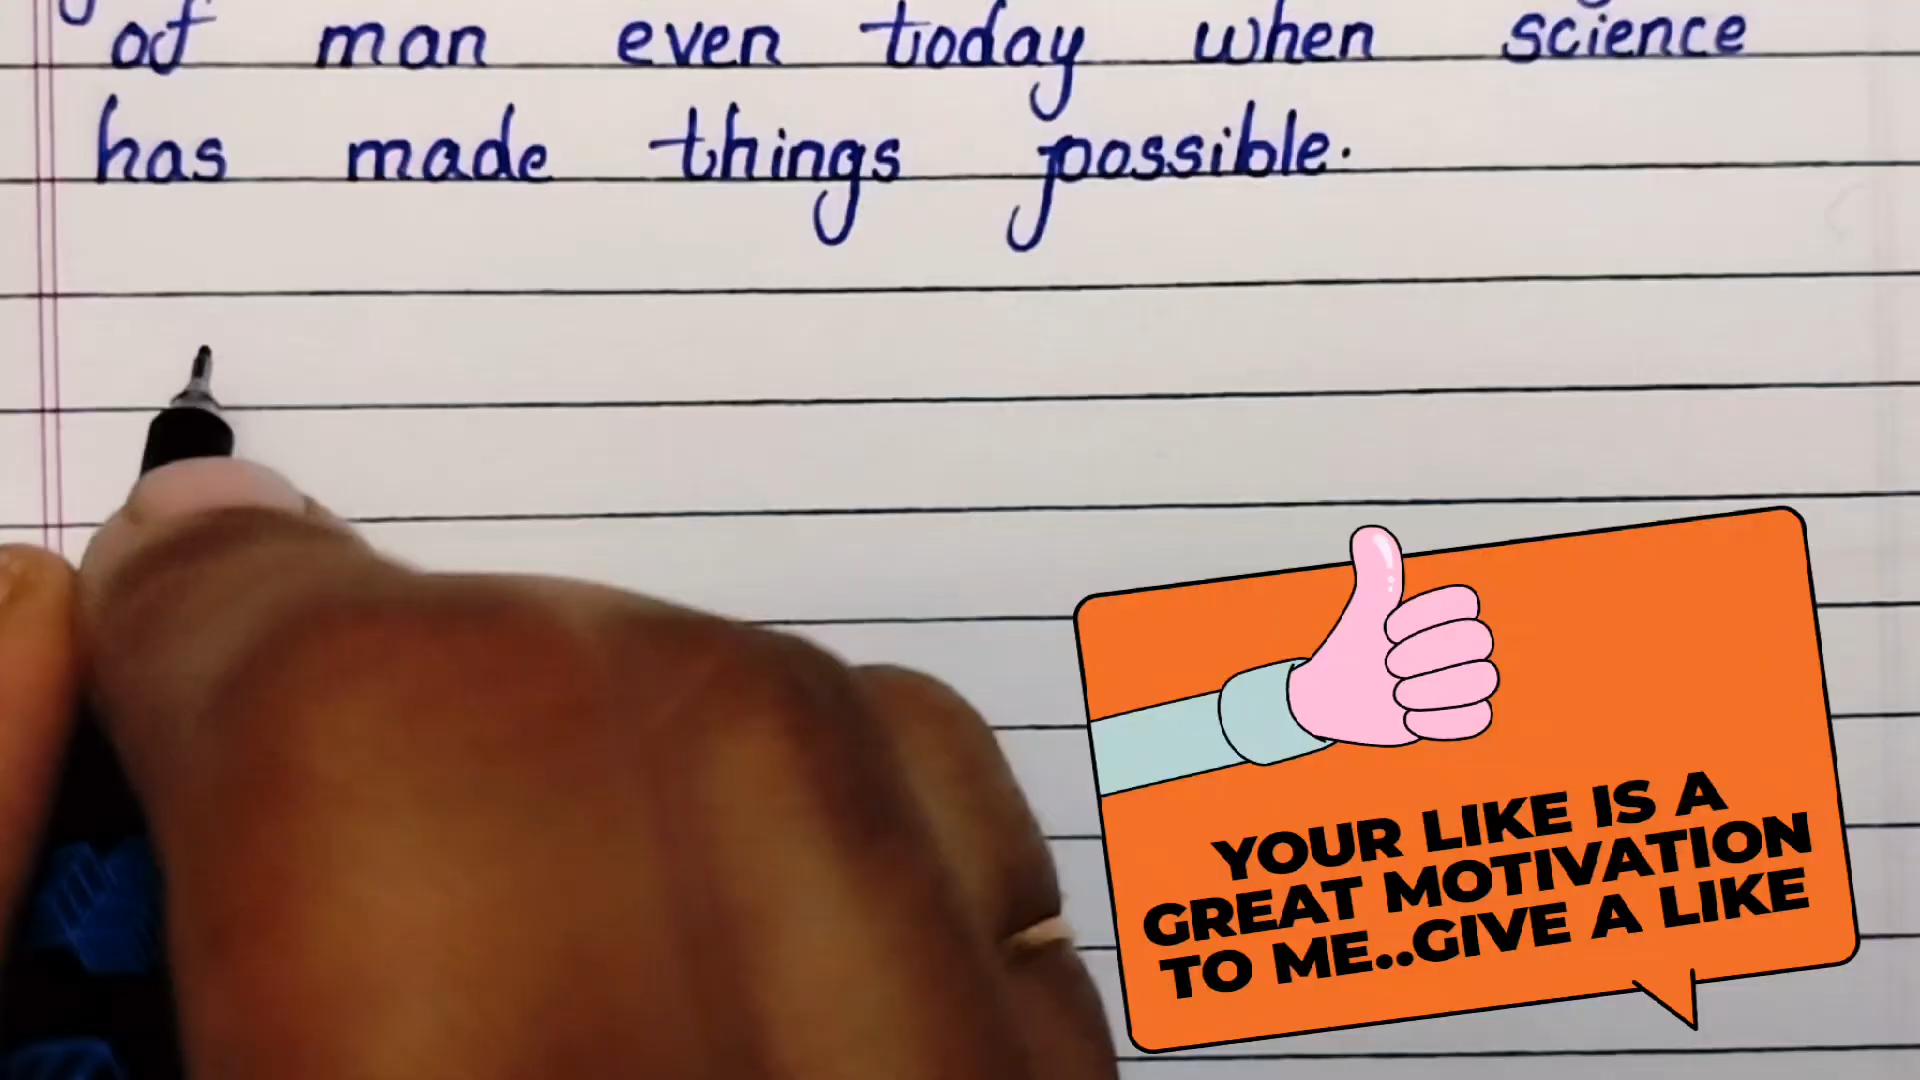 of man even today when science
has made things possible.
YOUR LIKE IS A
GREAT MOTIVATION
TO ME..GIVE A LIKE